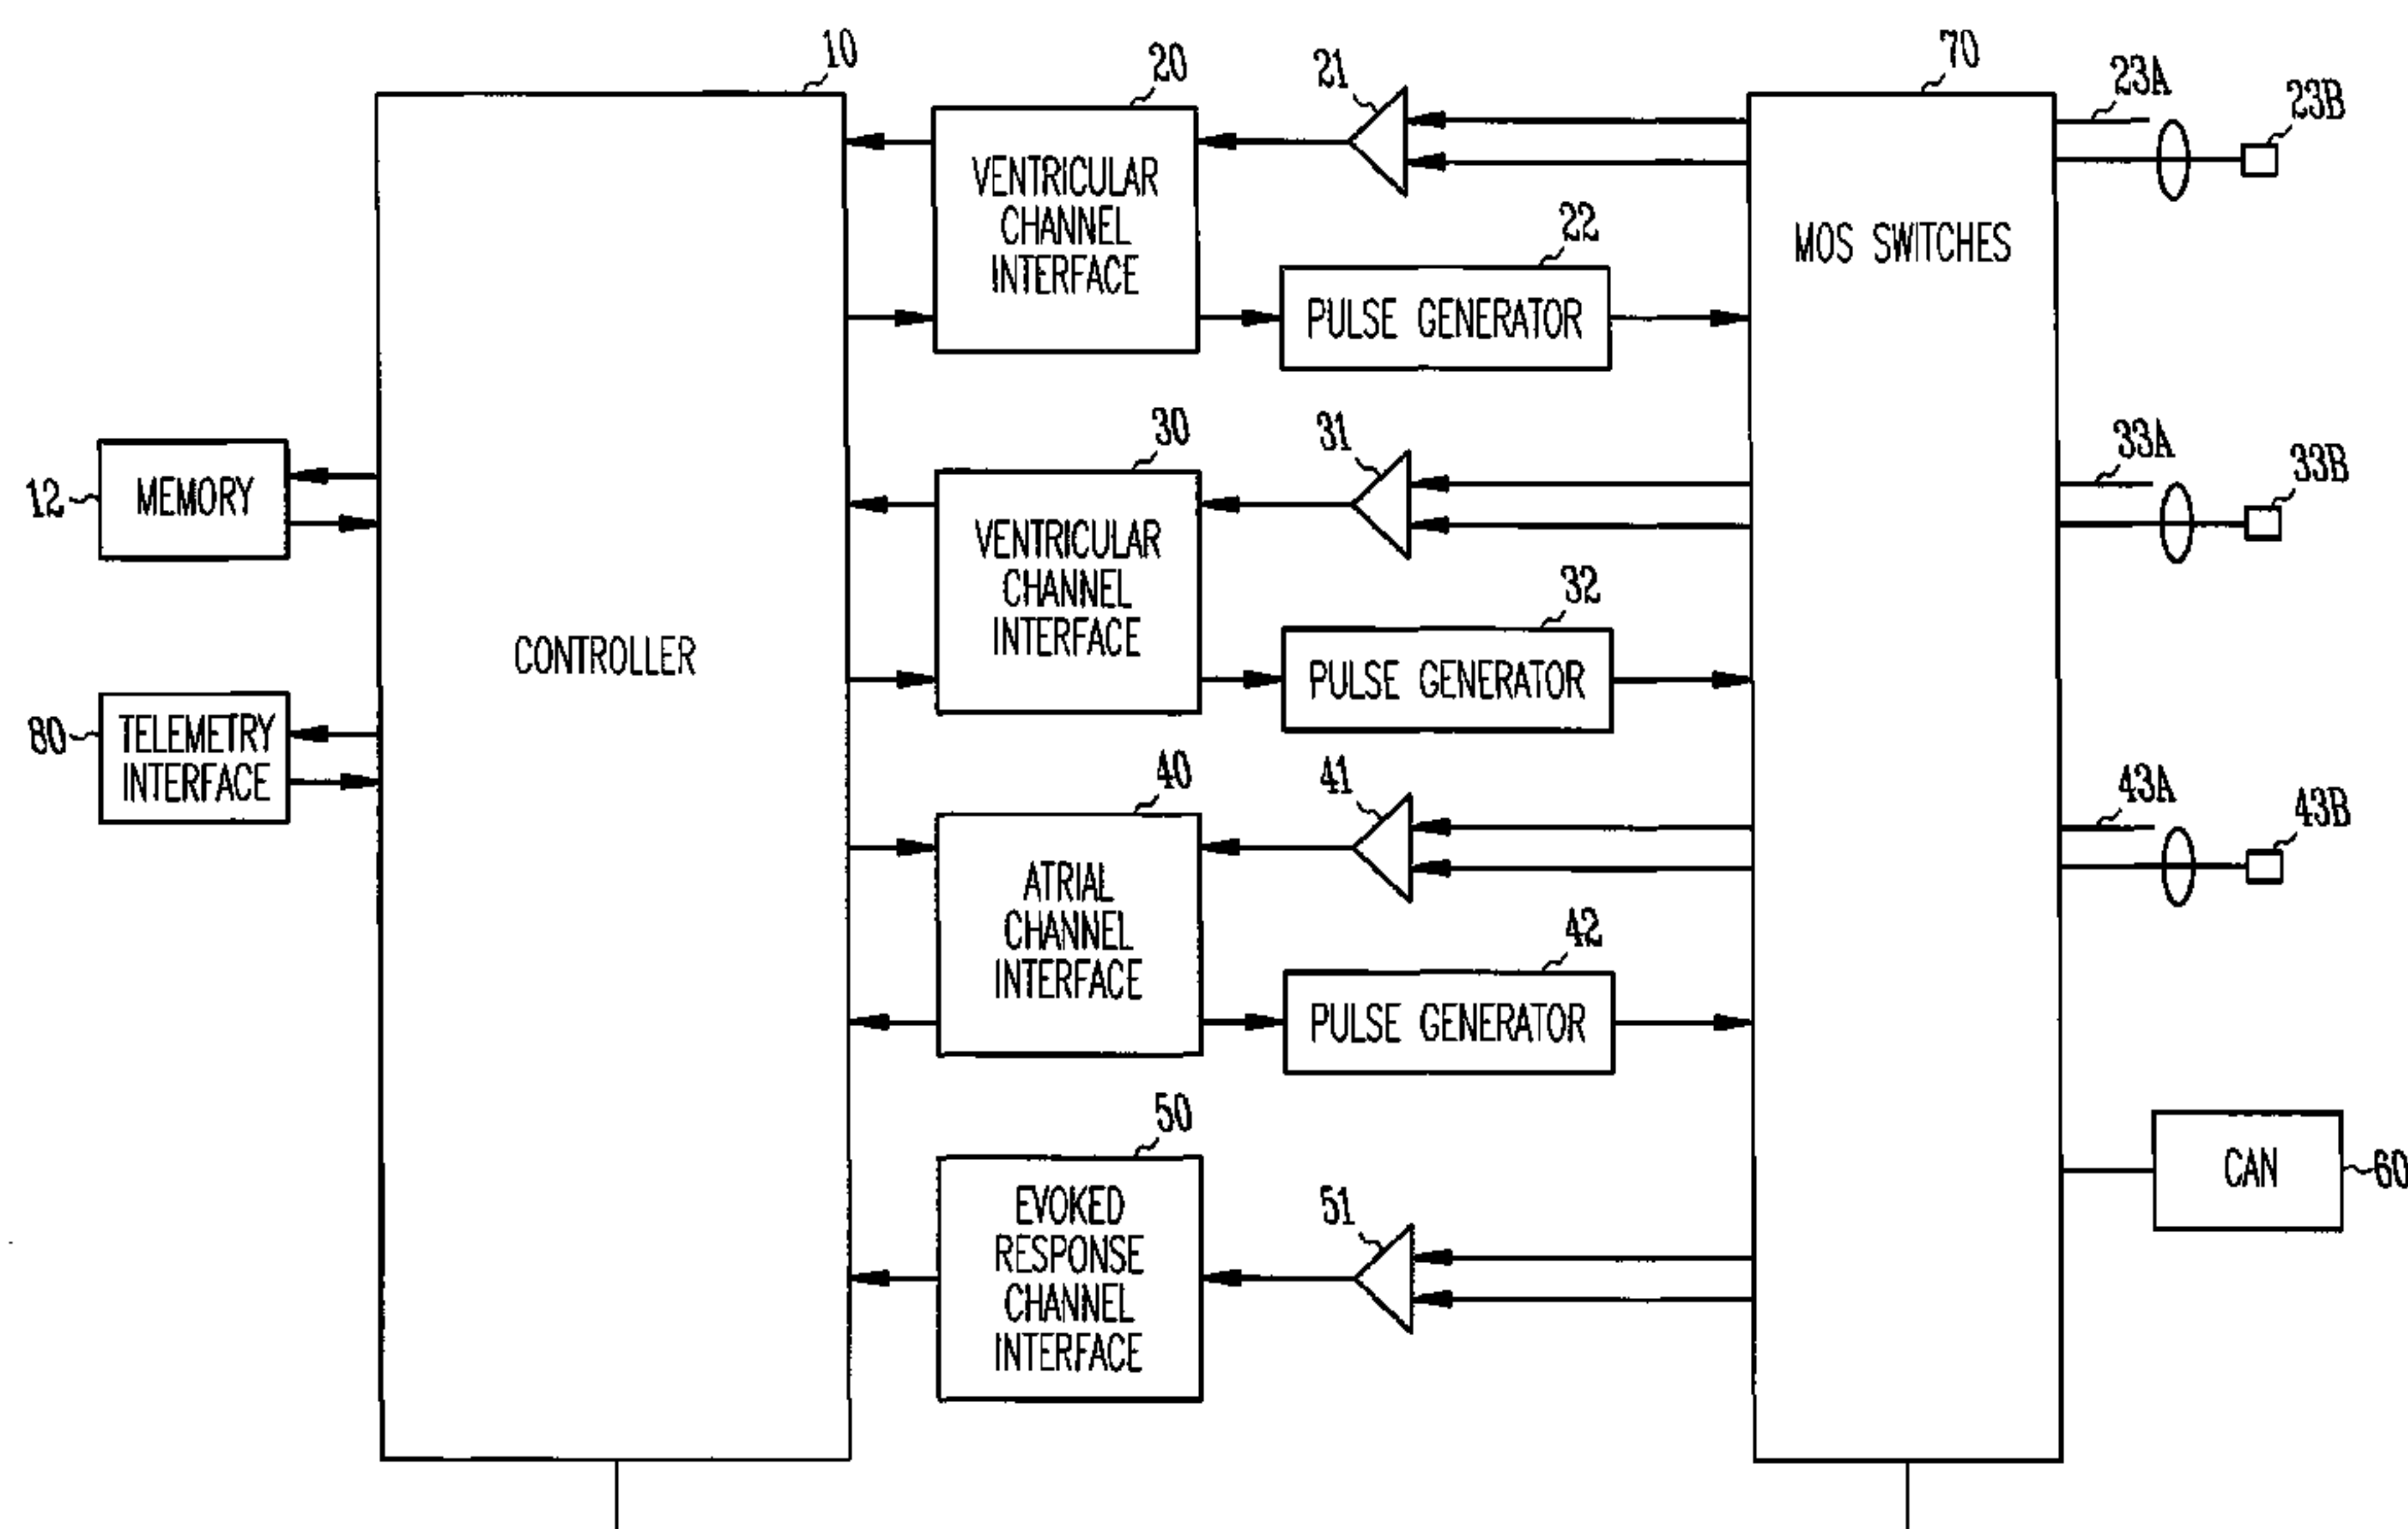 10
20
21
70
23A
23B
VENTRICULAR
CHANNEL
INTERFACE
MOS SWITCHES
22
PULSE GENERATOR
30
31
33A
33B
12
MEMORY
VENTRICULAR
CHANNEL
INTERFACE
32
PULSE GENERATOR
CONTROLLER
80
TELEMETRY
INTERFACE
40
41
43A
43B
ATRIAL
CHANNEL
INTERFACE
42
PULSE GENERATOR
50
51
EVOKED
RESPONSE
CHANNEL
INTERFACE
CAN
60